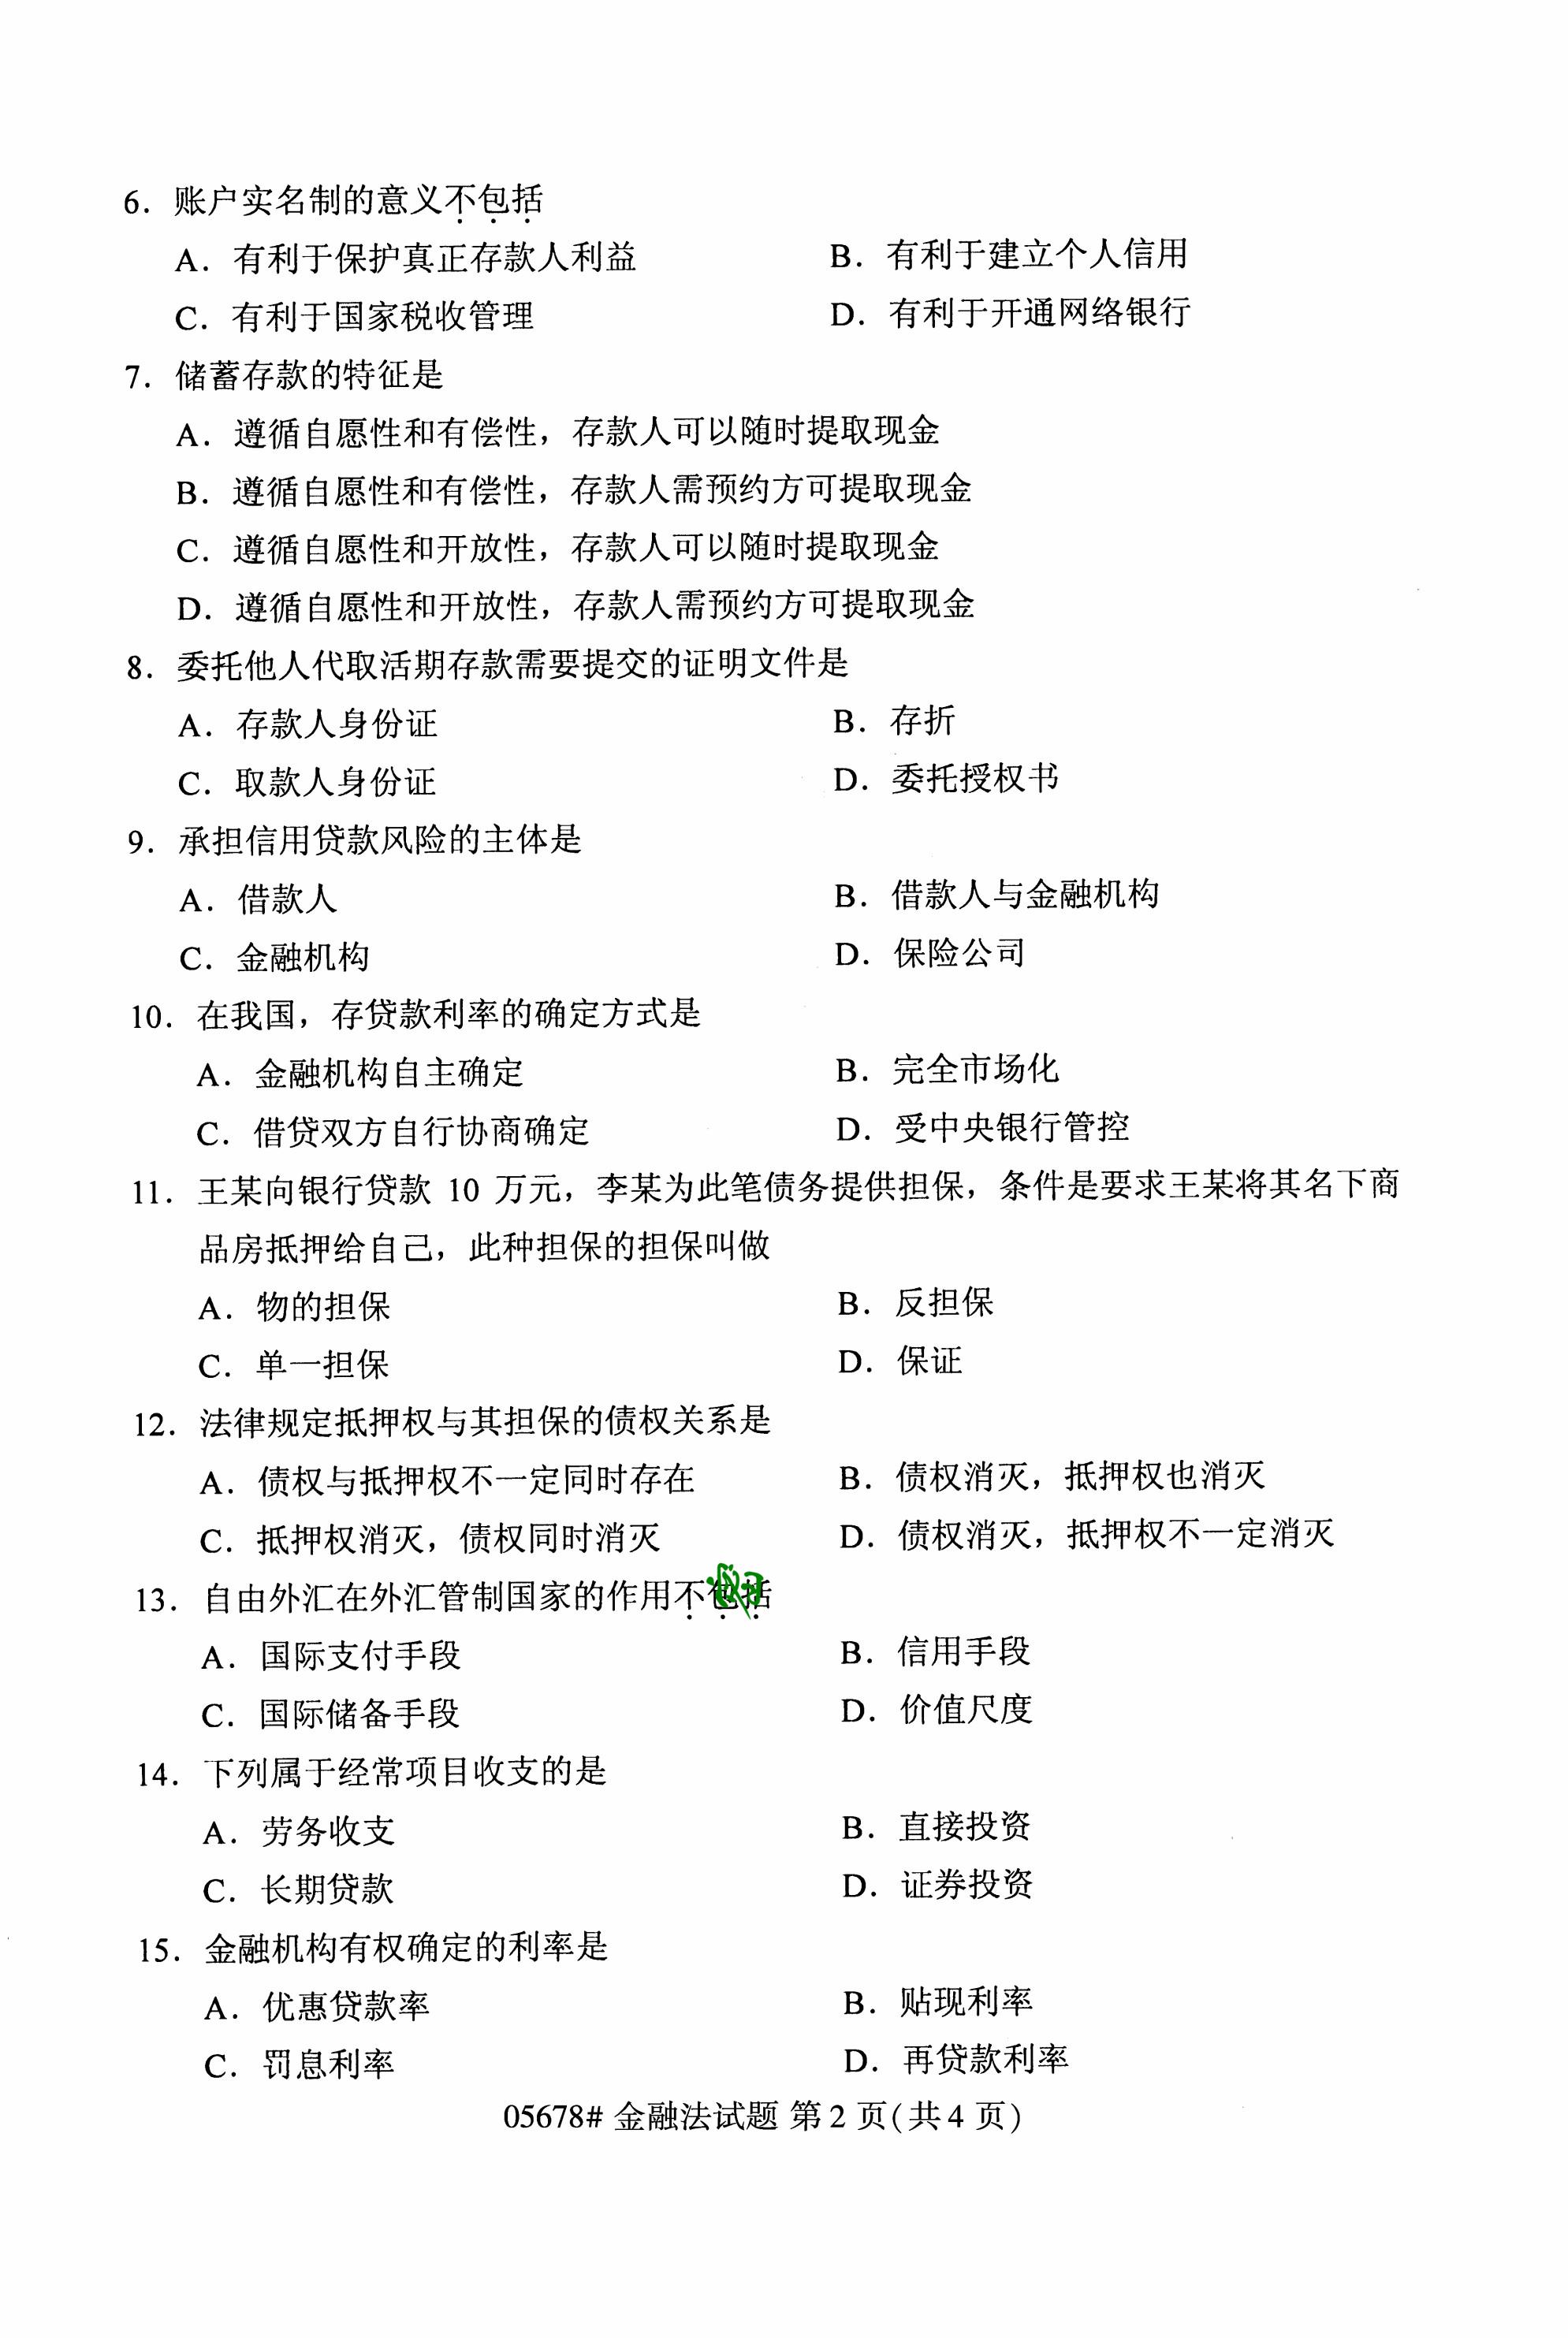 6. 账户实名制的意义不包括
A. 有利于保护真正存款人利益 B. 有利于建立个人信用
C. 有利于国家税收管理 D. 有利于开通网络银行
7. 储蓄存款的特征是
A. 遵循自愿性和有偿性，存款人可以随时提取现金
B. 遵循自愿性和有偿性，存款人需预约方可提取现金
C. 遵循自愿性和开放性，存款人可以随时提取现金
D. 遵循自愿性和开放性，存款人需预约方可提取现金
8. 委托他人代取活期存款需要提交的证明文件是
A. 存款人身份证 B. 存折
C. 取款人身份证 D. 委托授权书
9. 承担信用贷款风险的主体是
A. 借款人 B. 借款人与金融机构
C. 金融机构 D. 保险公司
10. 在我国，存贷款利率的确定方式是
A. 金融机构自主确定 B. 完全市场化
C. 借贷双方自行协商确定 D. 受中央银行管控
11. 王某向银行贷款 10 万元，李某为此笔债务提供担保，条件是要求王某将其名下商
品房抵押给自己，此种担保的担保叫做
A. 物的担保 B. 反担保
C. 单一担保 D. 保证
12. 法律规定抵押权与其担保的债权关系是
A. 债权与抵押权不一定同时存在 B. 债权消灭，抵押权也消灭
C. 抵押权消灭，债权同时消灭 D. 债权消灭，抵押权不一定消灭
13. 自由外汇在外汇管制国家的作用不包括
A. 国际支付手段 B. 信用手段
C. 国际储备手段 D. 价值尺度
14. 下列属于经常项目收支的是
A. 劳务收支 B. 直接投资
C. 长期贷款 D. 证券投资
15. 金融机构有权确定的利率是
A. 优惠贷款率 B. 贴现利率
C. 罚息利率 D. 再贷款利率
05678# 金融法试题 第 2 页(共 4 页)